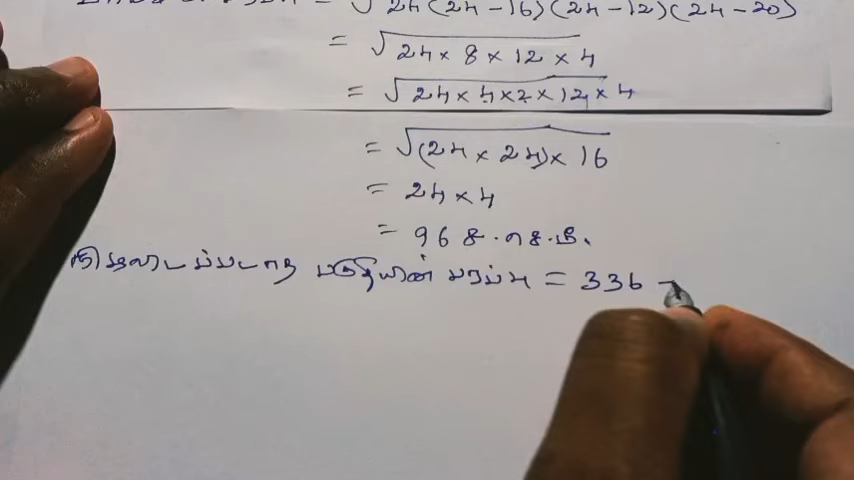 = √24(24-16)(24-12)(24-20)
= √24 × 8 × 12 × 4
= √24 × 4 × 2 × 12 × 4
= √(24 × 24) × 16
= 24 × 4
= 96 ச.செ.மீ.
நிழலிடப்படாத பகுதியின் பரப்பு = 336 -